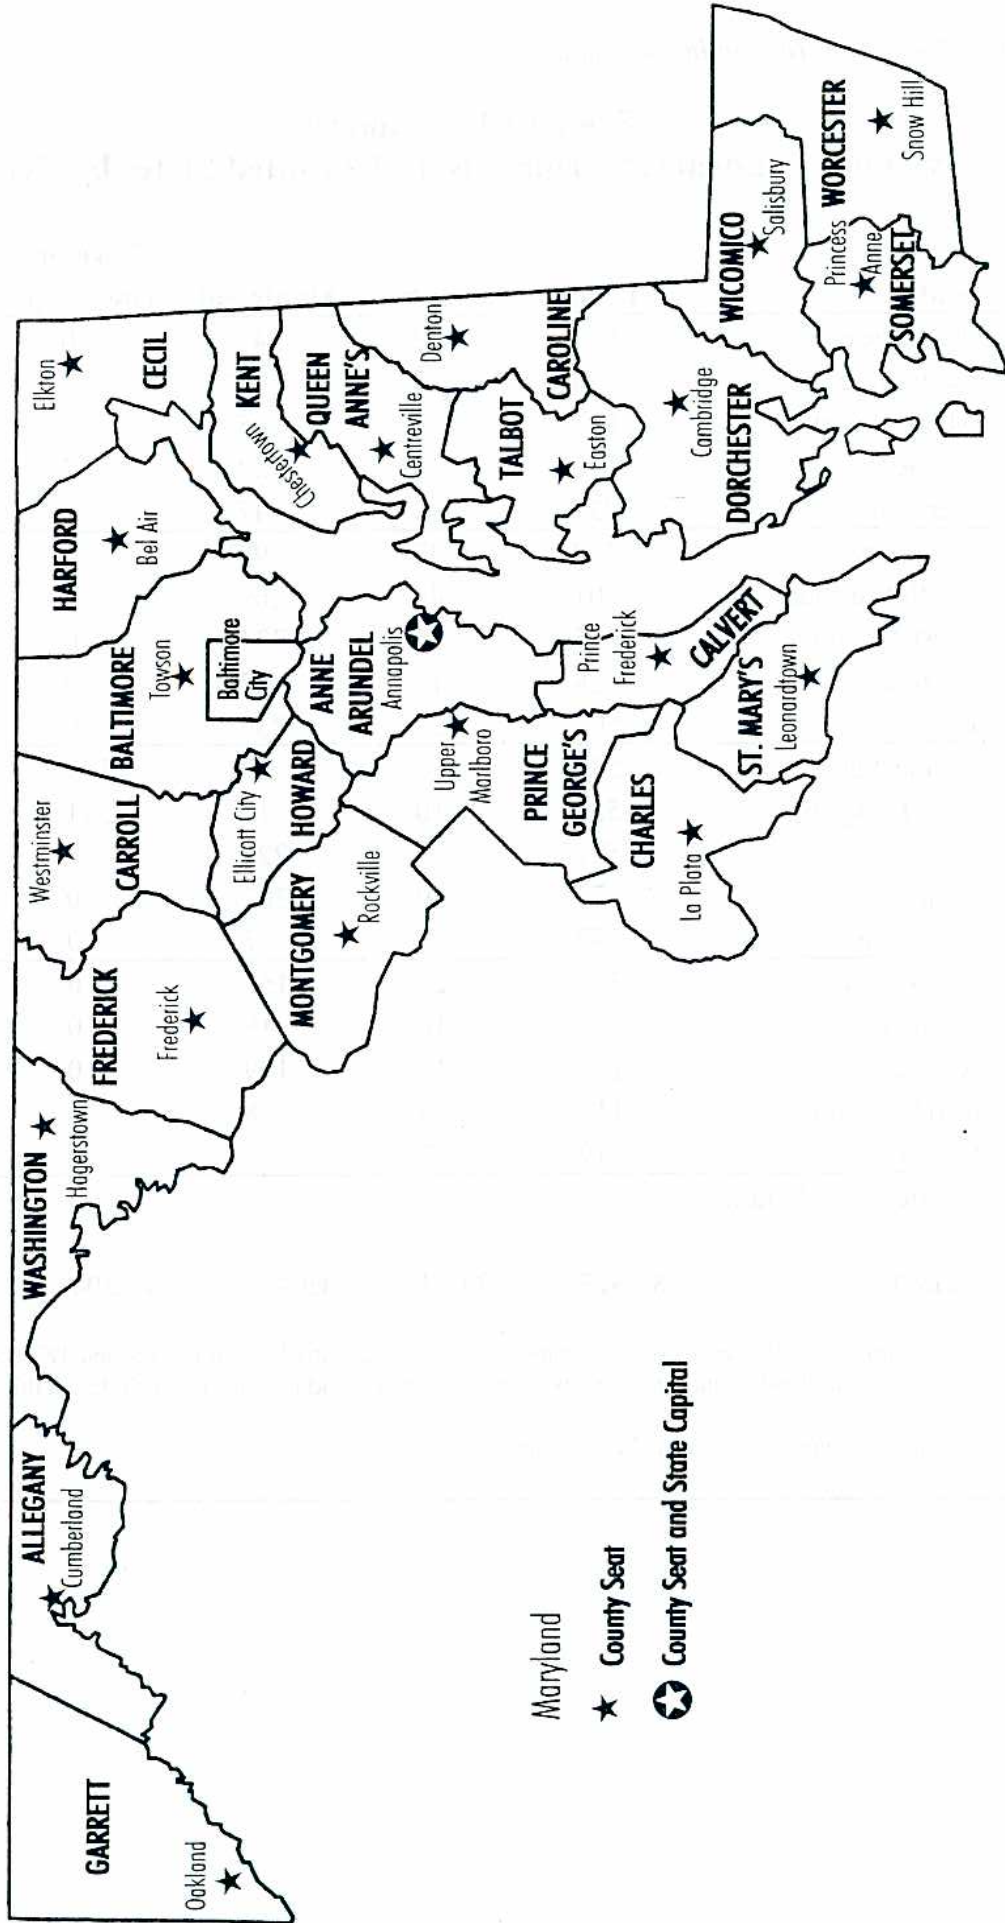 GARRETT
Oakland
ALLEGANY
Cumberland
WASHINGTON
Hagerstown
FREDERICK
Frederick
Westminster
CARROLL
BALTIMORE
Towson
Baltimore
City
HARFORD
Bel Air
Elkton
CECIL
KENT
Chestertown
QUEEN
ANNE'S
Centreville
Ellicott City
HOWARD
MONTGOMERY
Rockville
ANNE
ARUNDEL
Annapolis
Upper
Marlboro
PRINCE
GEORGE'S
CHARLES
La Plata
Prince
Frederick
CALVERT
ST. MARY'S
Leonardtown
Denton
CAROLINE
TALBOT
Easton
Cambridge
DORCHESTER
WICOMICO
Salisbury
WORCESTER
Snow Hill
Princess
Anne
SOMERSET
Maryland
County Seat
County Seat and State Capital